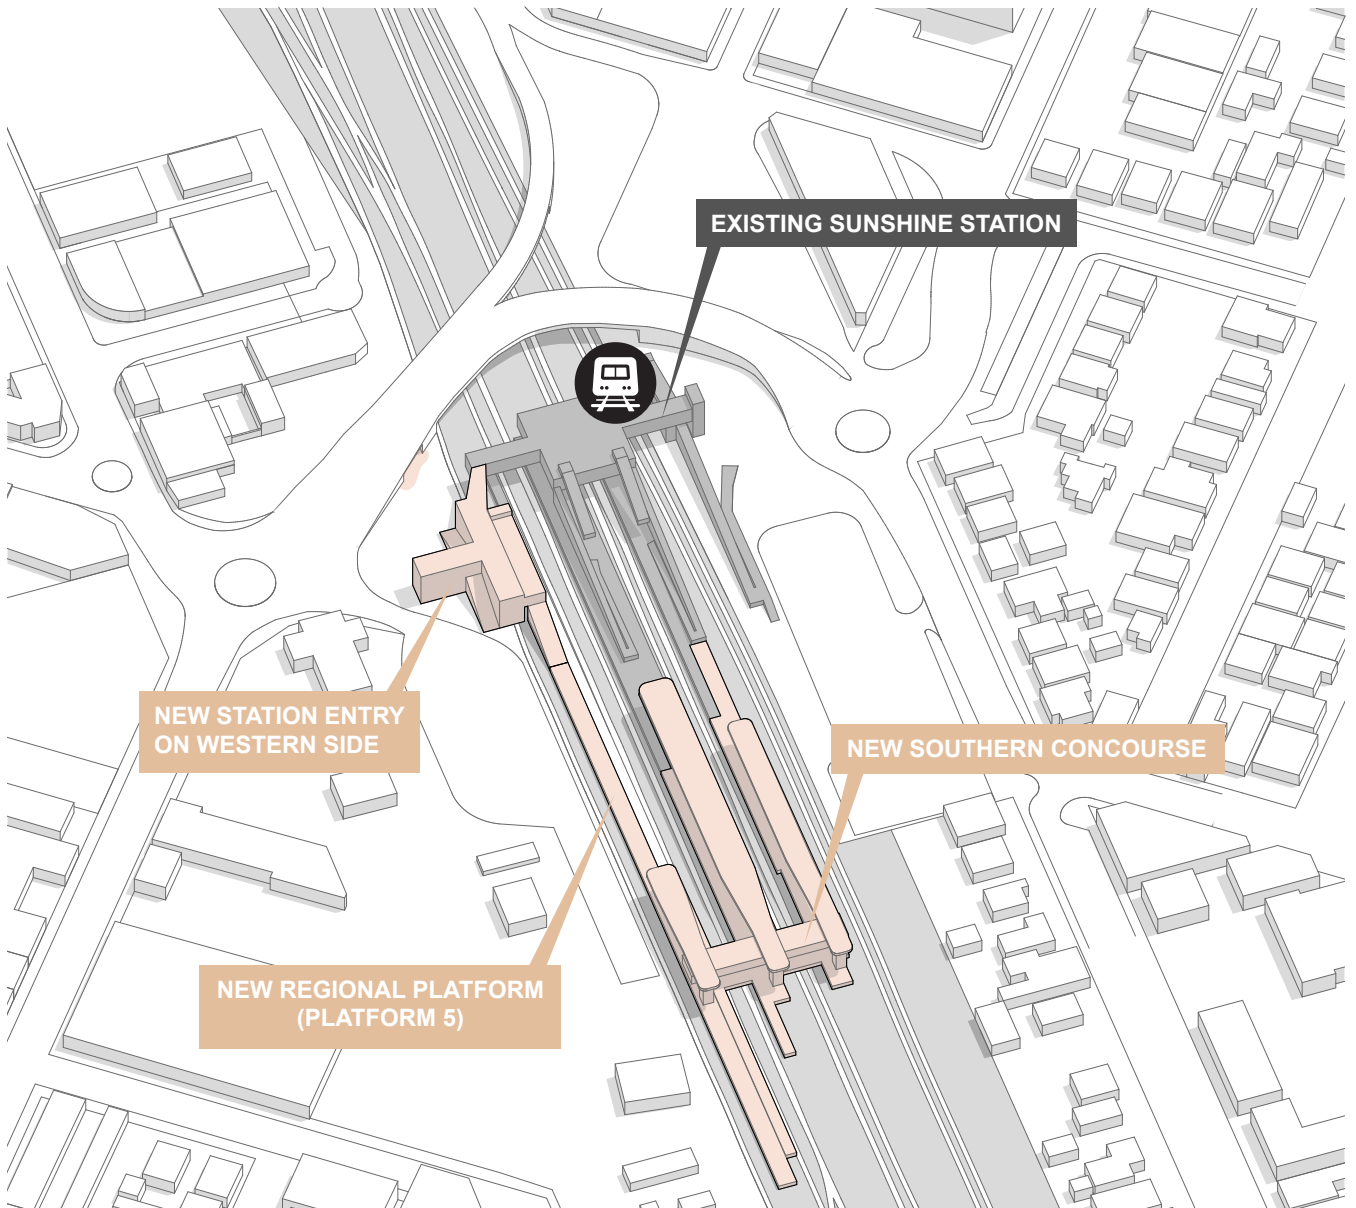 EXISTING SUNSHINE STATION
NEW STATION ENTRY
ON WESTERN SIDE
NEW SOUTHERN CONCOURSE
NEW REGIONAL PLATFORM
(PLATFORM 5)